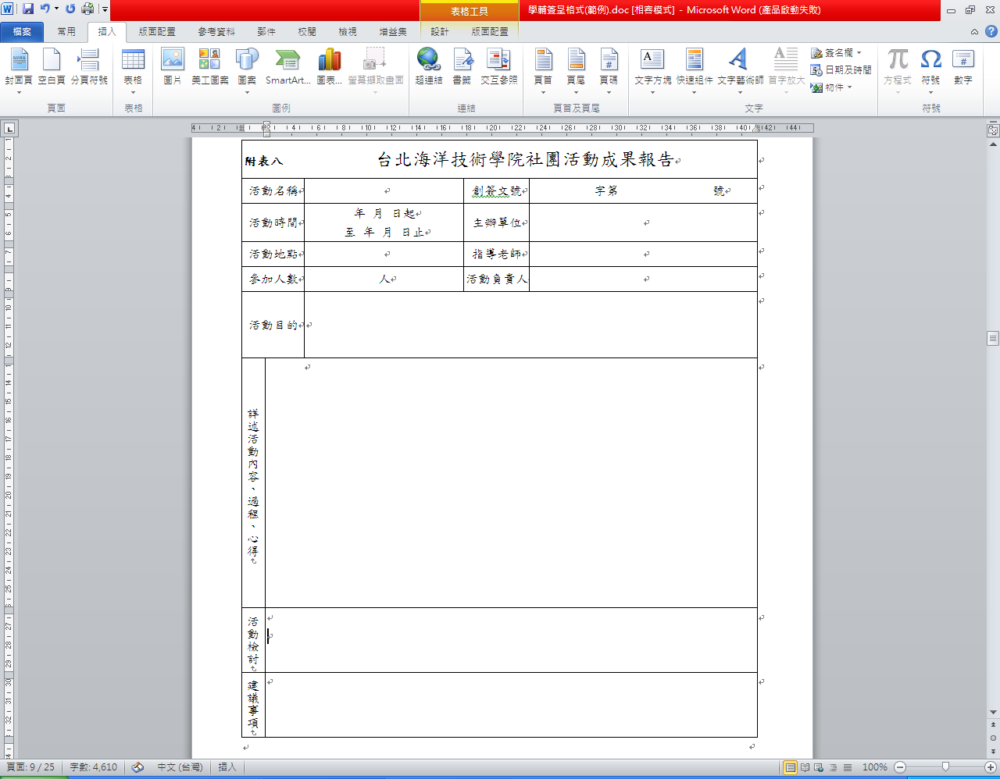 表格工具
學輔簽呈格式(範例).doc [相容模式] - Microsoft Word (產品啟動失敗)
檔案 常用 插入 版面配置 參考資料 郵件 校閱 檢視 增益集 設計 版面配置
封面頁 空白頁 分頁符號 表格 圖片 美工圖案 圖案 SmartArt... 圖表... 螢幕擷取畫面 超連結 書籤 交互參照 頁首 頁尾 頁碼 文字方塊 快速組件 文字藝術師 首字放大 簽名欄 方程式 符號 數字
日期及時間
物件
頁面 表格 圖例 連結 頁首及頁尾 文字 符號
附表八 台北海洋技術學院社團活動成果報告
活動名稱 創簽文號 字第 號
活動時間 年 月 日起 主辦單位
至 年 月 日止
活動地點 指導老師
參加人數 人 活動負責人
活動目的
詳述活動內容、過程、心得
活動檢討
建議事項
頁面: 9 / 25 字數: 4,610 中文 (台灣) 插入 100%